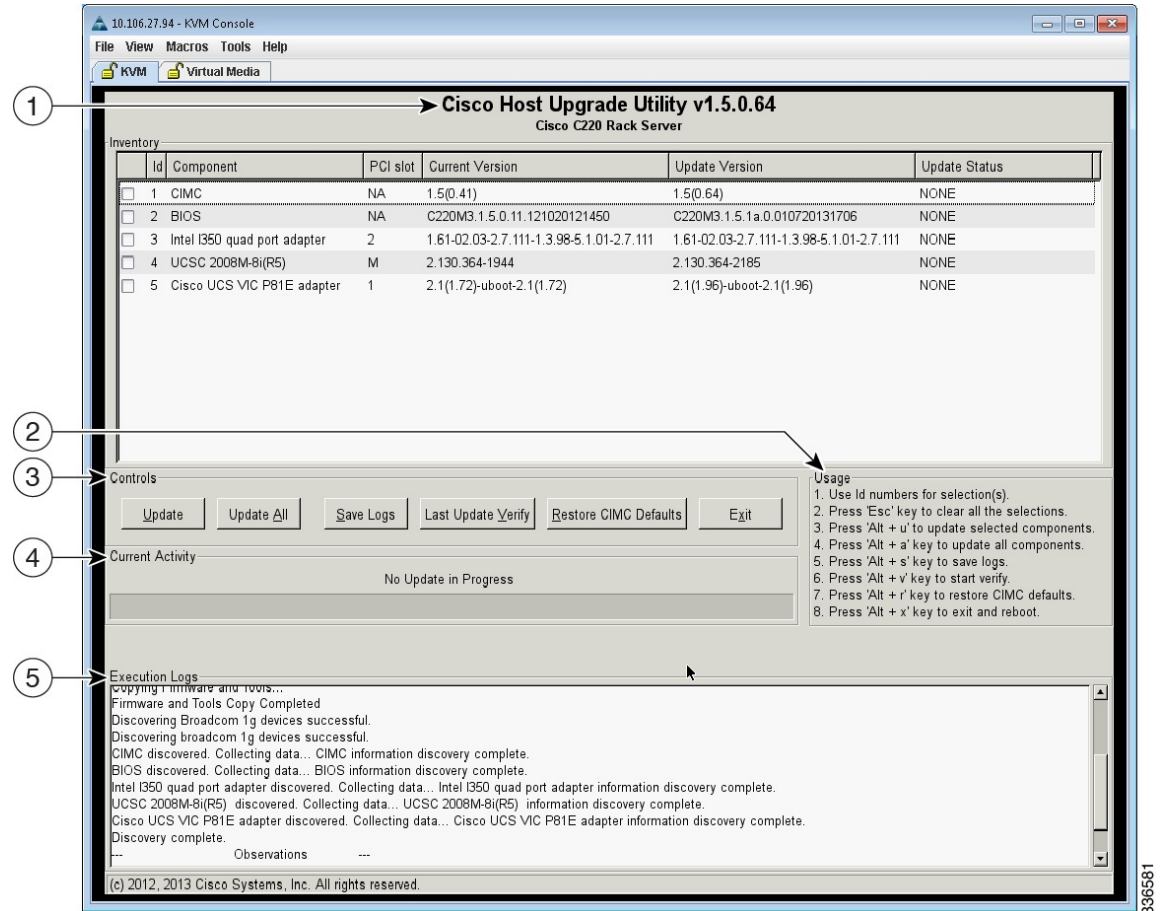 10.106.27.94 - KVM Console
File View Macros Tools Help
KVM Virtual Media
1
Cisco Host Upgrade Utility v1.5.0.64
Cisco C220 Rack Server
Inventory
Id Component PCI slot Current Version Update Version Update Status
1 CIMC NA 1.5(0.41) 1.5(0.64) NONE
2 BIOS NA C220M3.1.5.0.11.121020121450 C220M3.1.5.1a.0.010720131706 NONE
3 Intel I350 quad port adapter 2 1.61-02.03-2.7.111-1.3.98-5.1.01-2.7.111 1.61-02.03-2.7.111-1.3.98-5.1.01-2.7.111 NONE
4 UCSC 2008M-8i(R5) M 2.130.364-1944 2.130.364-2185 NONE
5 Cisco UCS VIC P81E adapter 1 2.1(1.72)-uboot-2.1(1.72) 2.1(1.96)-uboot-2.1(1.96) NONE
2
3
Controls
Update Update All Save Logs Last Update Verify Restore CIMC Defaults Exit
Usage
1. Use Id numbers for selection(s).
2. Press 'Esc' key to clear all the selections.
3. Press 'Alt + u' to update selected components.
4. Press 'Alt + a' key to update all components.
5. Press 'Alt + s' key to save logs.
6. Press 'Alt + v' key to start verify.
7. Press 'Alt + r' key to restore CIMC defaults.
8. Press 'Alt + x' key to exit and reboot.
4
Current Activity
No Update in Progress
5
Execution Logs
Copying Firmware and Tools...
Firmware and Tools Copy Completed
Discovering Broadcom 1g devices successful.
Discovering broadcom 1g devices successful.
CIMC discovered. Collecting data... CIMC information discovery complete.
BIOS discovered. Collecting data... BIOS information discovery complete.
Intel I350 quad port adapter discovered. Collecting data... Intel I350 quad port adapter information discovery complete.
UCSC 2008M-8i(R5) discovered. Collecting data... UCSC 2008M-8i(R5) information discovery complete.
Cisco UCS VIC P81E adapter discovered. Collecting data... Cisco UCS VIC P81E adapter information discovery complete.
Discovery complete.
--- Observations ---
(c) 2012, 2013 Cisco Systems, Inc. All rights reserved.
336581